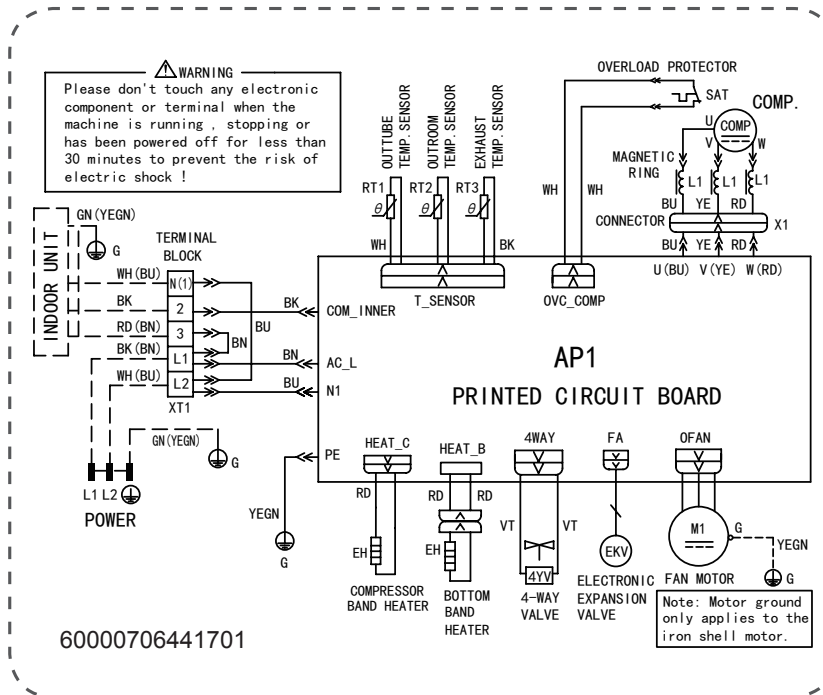 WARNING
Please don't touch any electronic
component or terminal when the
machine is running , stopping or
has been powered off for less than
30 minutes to prevent the risk of
electric shock !
OUTTUBE
TEMP. SENSOR
OUTROOM
TEMP. SENSOR
EXHAUST
TEMP. SENSOR
RT1
RT2
RT3
θ
θ
θ
WH
BK
OVERLOAD PROTECTOR
SAT
COMP.
COMP
U
V
W
WH
WH
MAGNETIC
RING
L1
L1
L1
BU
YE
RD
CONNECTOR
X1
BU
YE
RD
U(BU)
V(YE)
W(RD)
T_SENSOR
OVC_COMP
INDOOR UNIT
GN(YEGN)
G
TERMINAL
BLOCK
WH(BU)
N(1)
BK
2
RD(BN)
3
BK(BN)
L1
WH(BU)
L2
XT1
BU
BN
BK
COM_INNER
BN
AC_L
BU
N1
GN(YEGN)
G
L1
L2
POWER
PE
YEGN
G
AP1
PRINTED CIRCUIT BOARD
HEAT_C
RD
EH
COMPRESSOR
BAND HEATER
HEAT_B
RD
RD
EH
BOTTOM
BAND
HEATER
4WAY
VT
VT
4YV
4-WAY
VALVE
FA
EKV
ELECTRONIC
EXPANSION
VALVE
OFAN
M1
G
YEGN
G
FAN MOTOR
Note: Motor ground
only applies to the
iron shell motor.
60000706441701